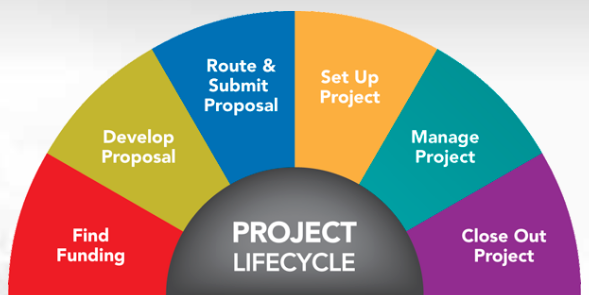 Find
Funding
Develop
Proposal
Route &
Submit
Proposal
Set Up
Project
Manage
Project
Close Out
Project
PROJECT
LIFECYCLE